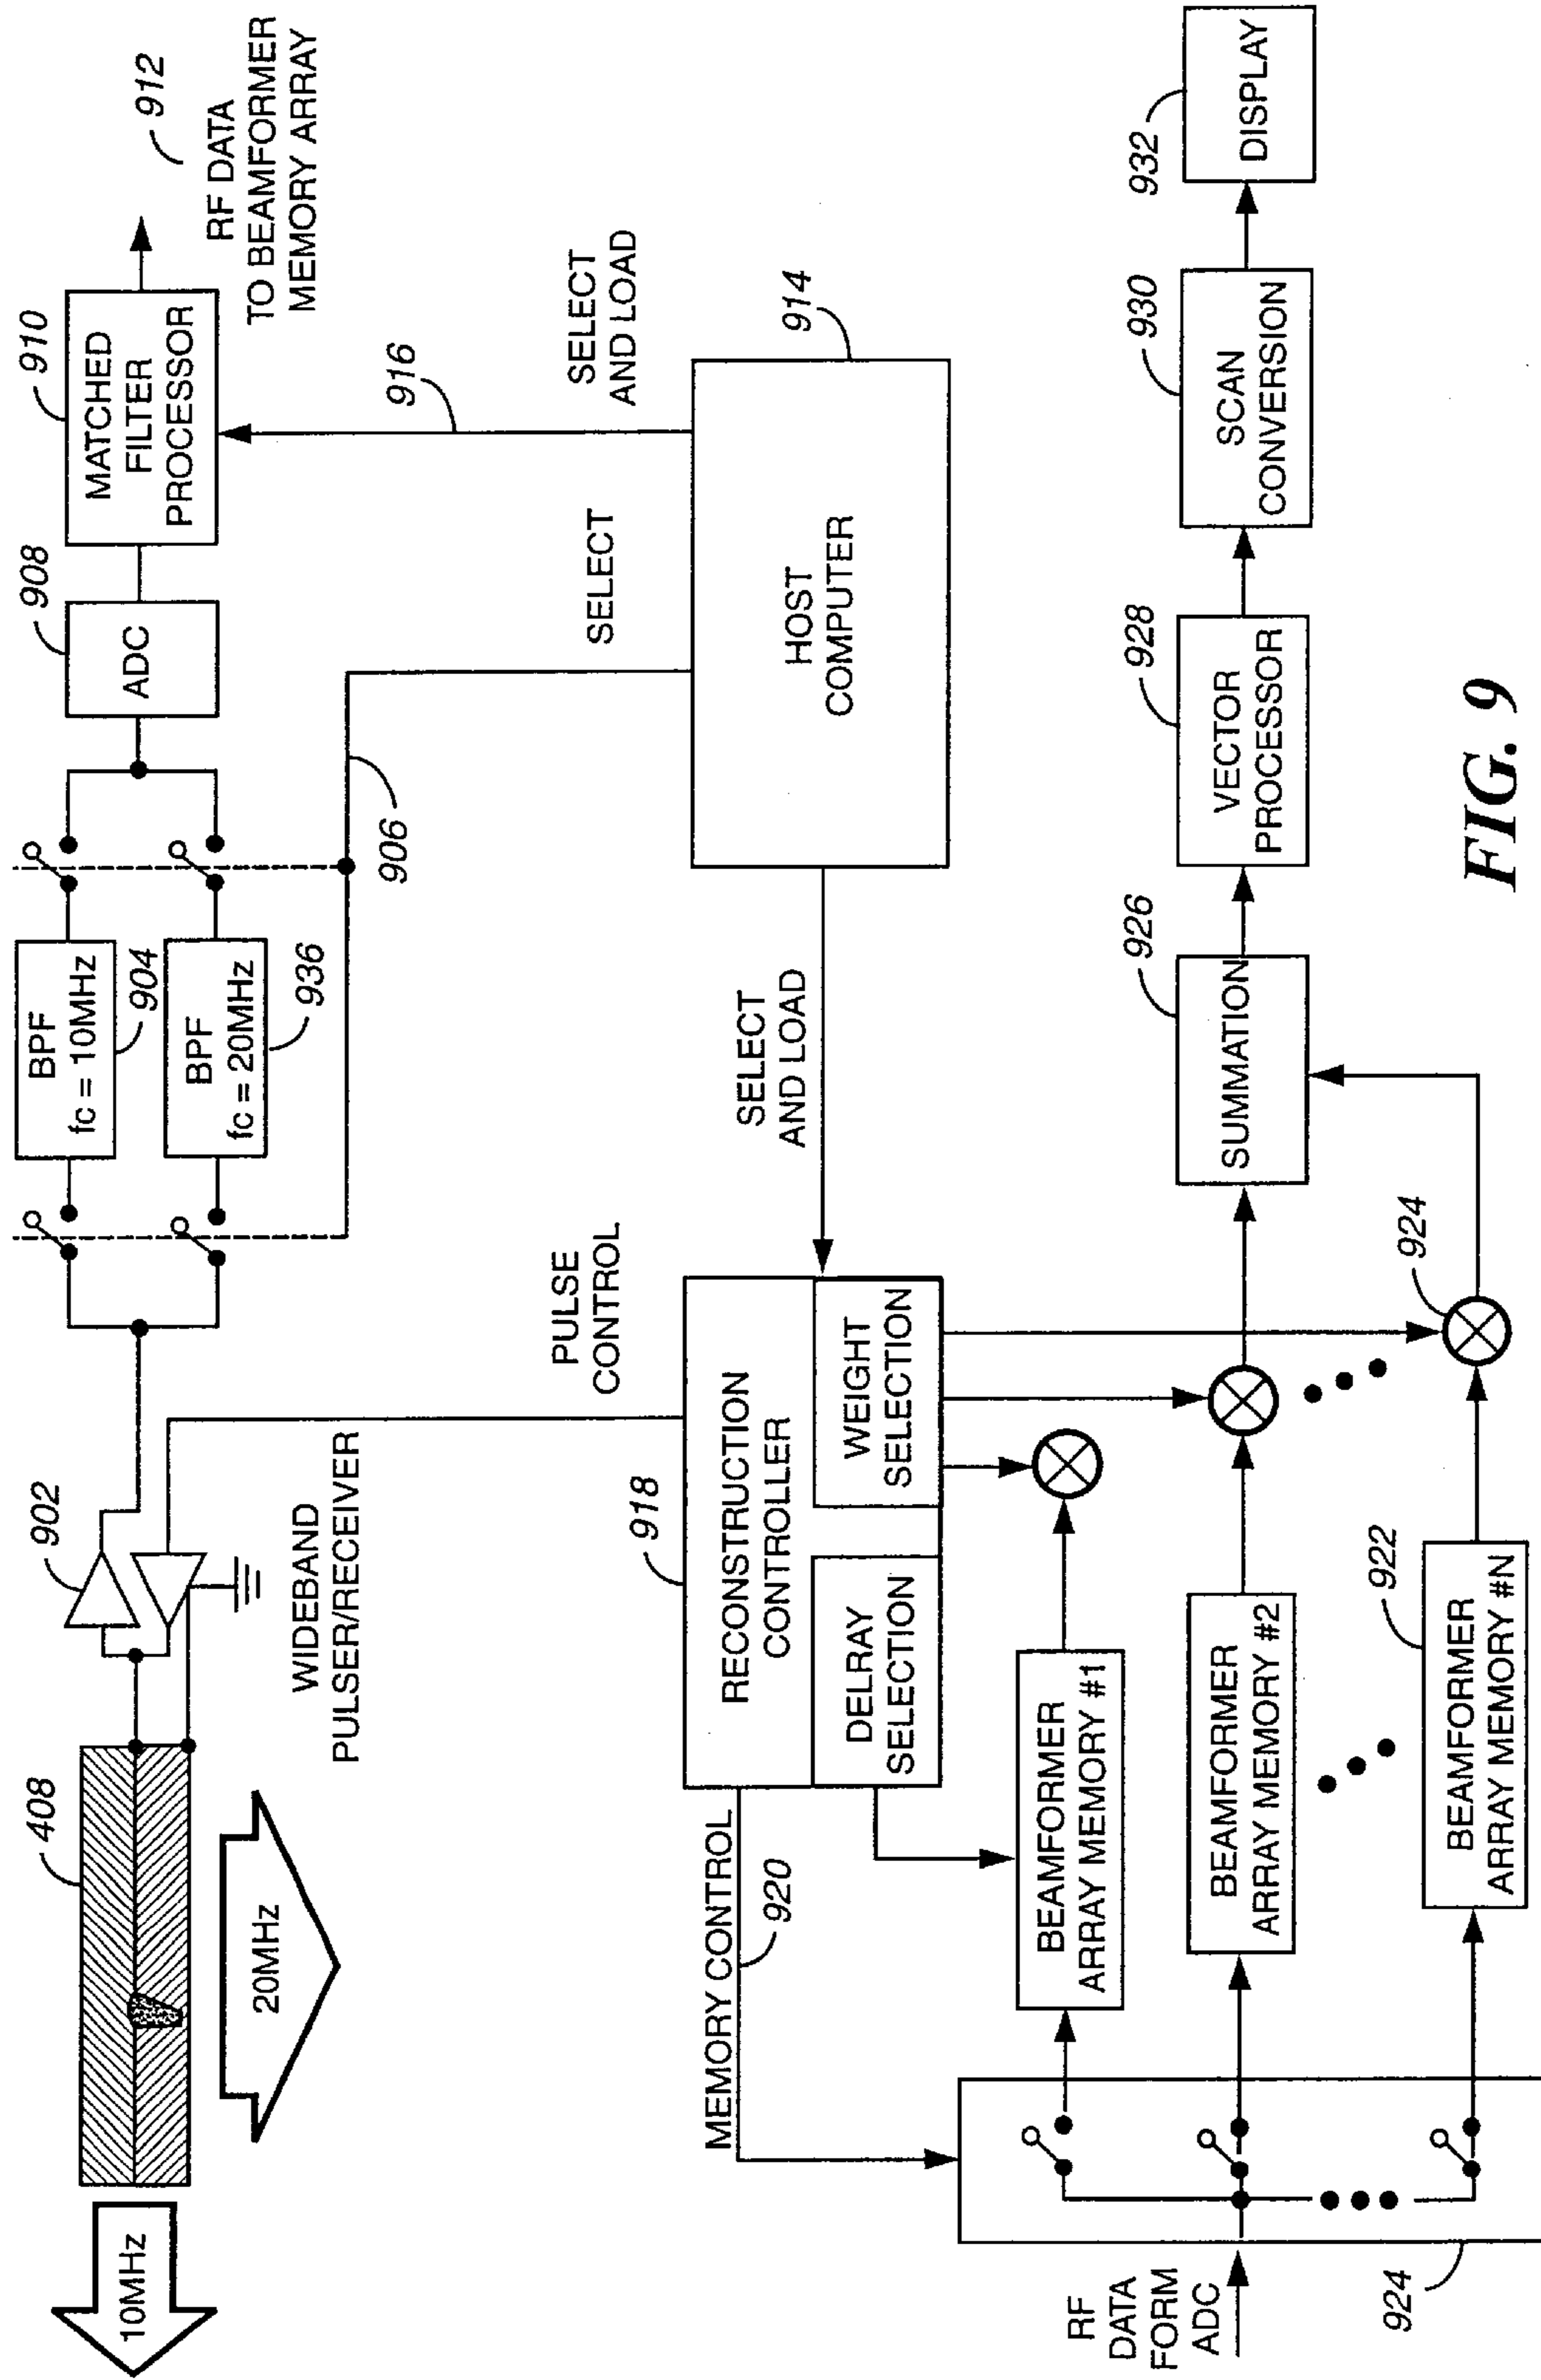 408
10MHz
20MHz
902
WIDEBAND
PULSER/RECEIVER
BPF
fc = 10MHz
904
BPF
fc = 20MHz
936
906
908
ADC
910
MATCHED
FILTER
PROCESSOR
912
RF DATA
TO BEAMFORMER
MEMORY ARRAY
PULSE
CONTROL
SELECT
916
SELECT
AND LOAD
914
HOST
COMPUTER
SELECT
AND LOAD
918
RECONSTRUCTION
CONTROLLER
DELRAY
SELECTION
WEIGHT
SELECTION
MEMORY CONTROL
920
RF
DATA
FORM
ADC
924
BEAMFORMER
ARRAY MEMORY #1
BEAMFORMER
ARRAY MEMORY #2
922
BEAMFORMER
ARRAY MEMORY #N
924
926
SUMMATION
928
VECTOR
PROCESSOR
930
SCAN
CONVERSION
932
DISPLAY
FIG. 9